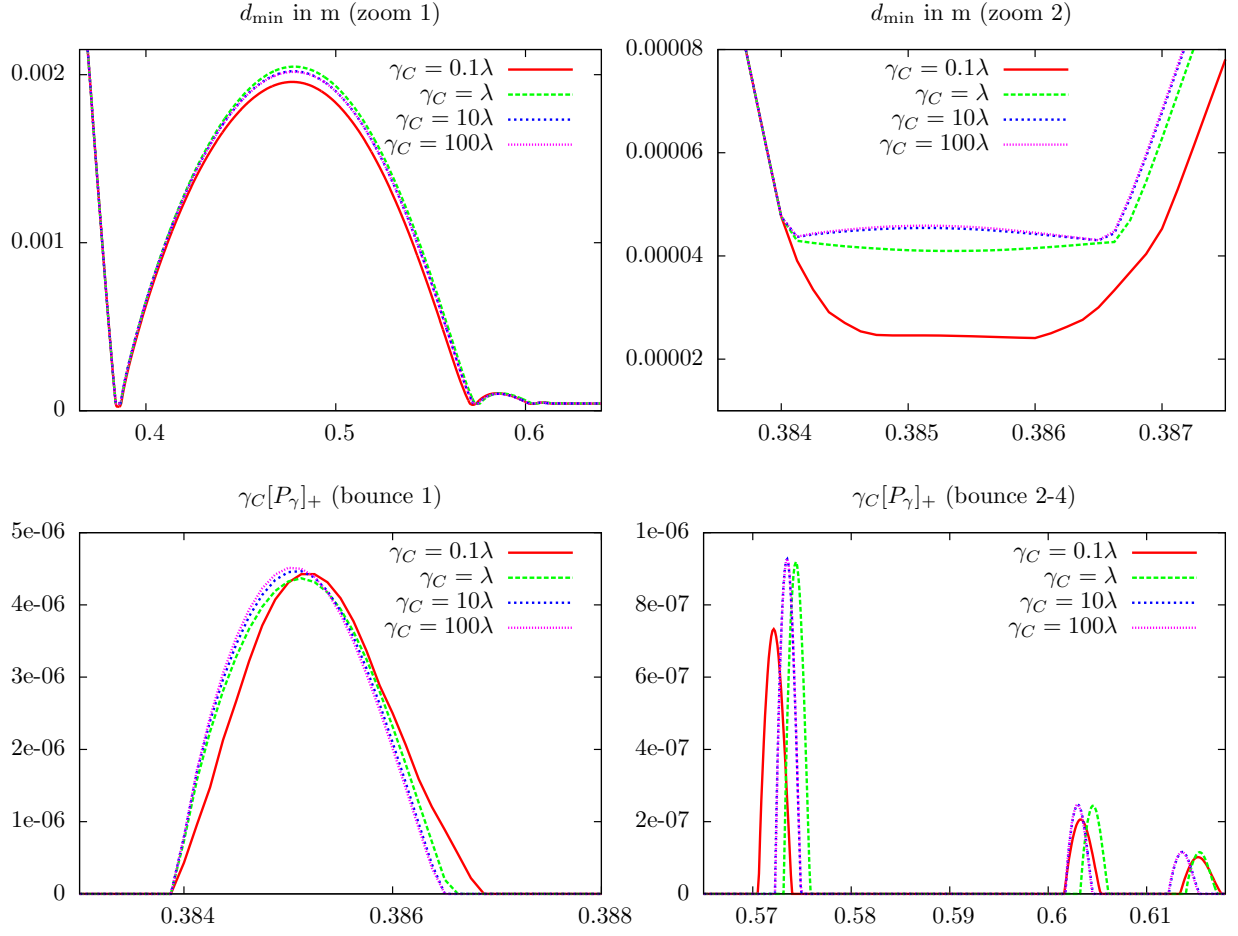 d_min in m (zoom 1)
0.002
0.001
0
0.4
0.5
0.6
γ_C = 0.1λ
γ_C = λ
γ_C = 10λ
γ_C = 100λ
d_min in m (zoom 2)
0.00008
0.00006
0.00004
0.00002
0.384
0.385
0.386
0.387
γ_C = 0.1λ
γ_C = λ
γ_C = 10λ
γ_C = 100λ
γ_C[P_γ]_+ (bounce 1)
5e-06
4e-06
3e-06
2e-06
1e-06
0
0.384
0.386
0.388
γ_C = 0.1λ
γ_C = λ
γ_C = 10λ
γ_C = 100λ
γ_C[P_γ]_+ (bounce 2-4)
1e-06
8e-07
6e-07
4e-07
2e-07
0
0.57
0.58
0.59
0.6
0.61
γ_C = 0.1λ
γ_C = λ
γ_C = 10λ
γ_C = 100λ